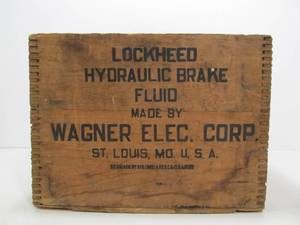 LOCKHEED
HYDRAULIC BRAKE
FLUID
MADE BY
WAGNER ELEC. CORP.
ST. LOUIS, MO. U. S. A.